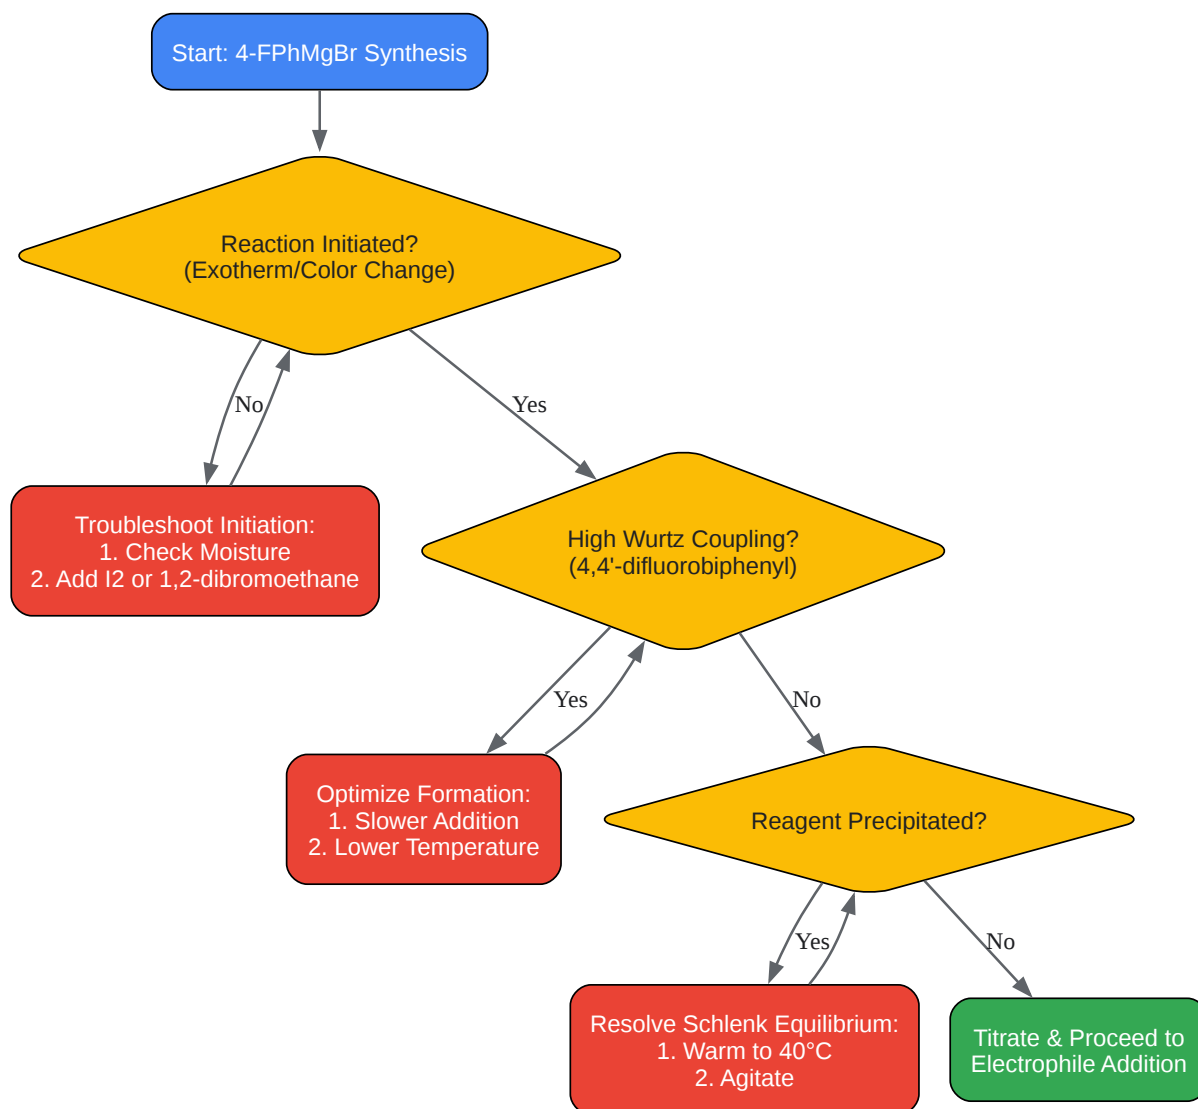 Start: 4-FPhMgBr Synthesis
Reaction Initiated?
(Exotherm/Color Change)
No
Yes
Troubleshoot Initiation:
1. Check Moisture
2. Add I2 or 1,2-dibromoethane
High Wurtz Coupling?
(4,4'-difluorobiphenyl)
Yes
No
Optimize Formation:
1. Slower Addition
2. Lower Temperature
Reagent Precipitated?
Yes
No
Resolve Schlenk Equilibrium:
1. Warm to 40°C
2. Agitate
Titrate & Proceed to
Electrophile Addition